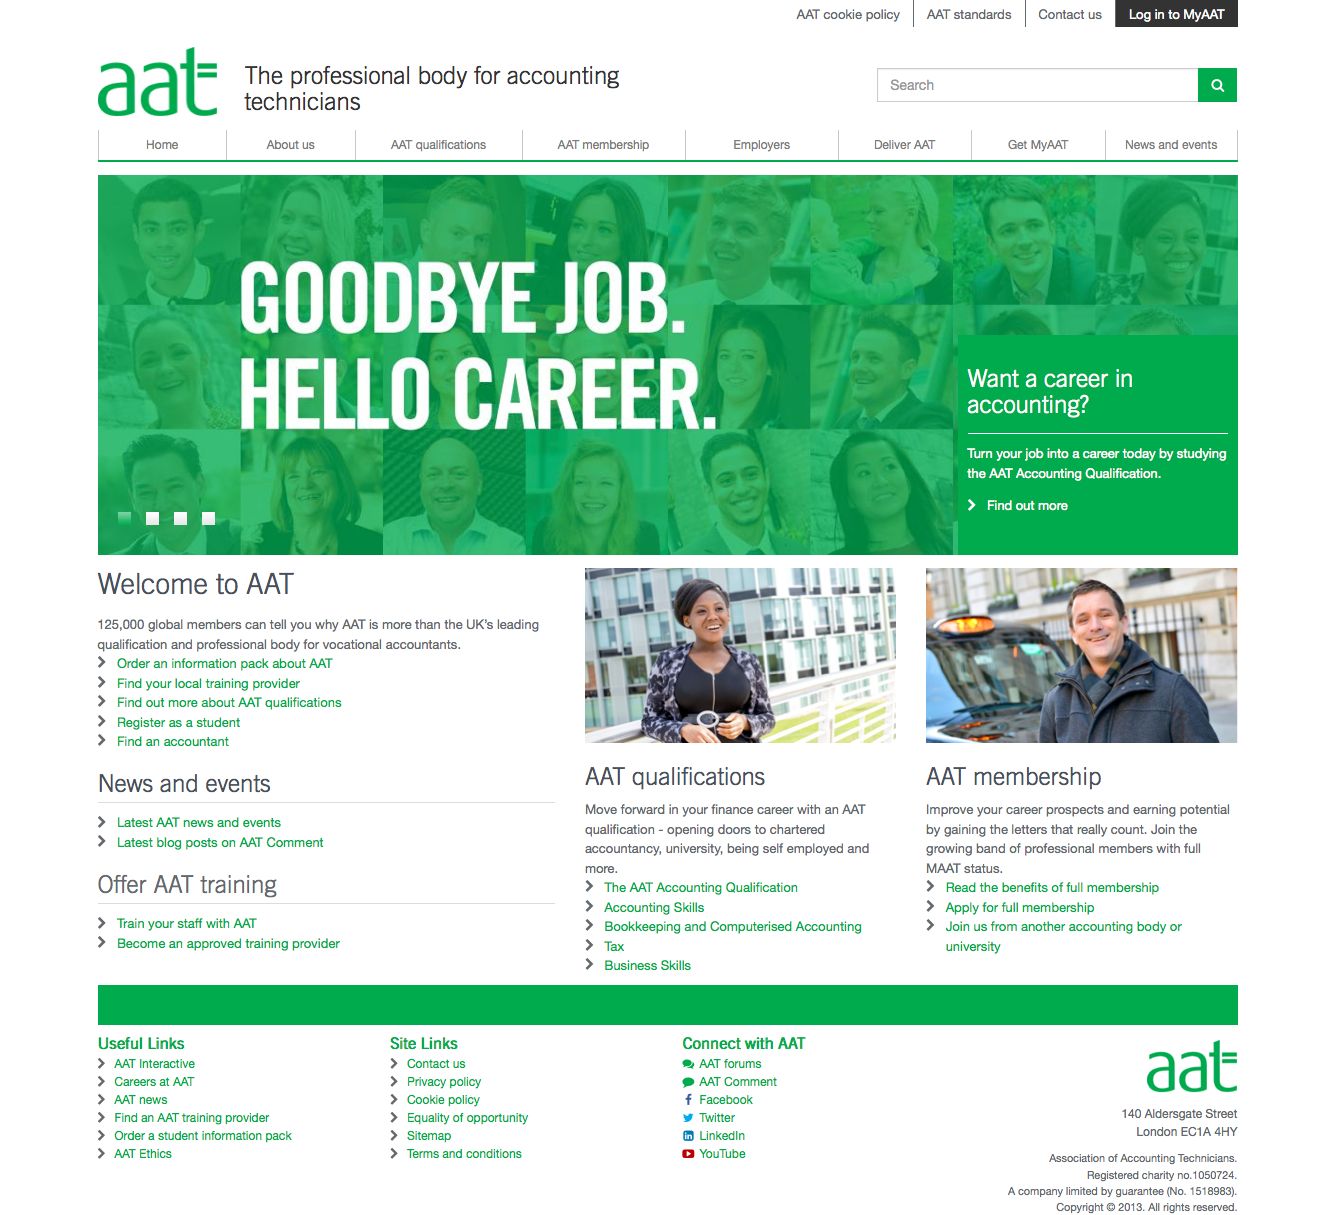 AAT cookie policy
AAT standards
Contact us
Log in to MyAAT
aat
The professional body for accounting
technicians
Search
Home
About us
AAT qualifications
AAT membership
Employers
Deliver AAT
Get MyAAT
News and events
GOODBYE JOB.
HELLO CAREER.
Want a career in
accounting?
Turn your job into a career today by studying
the AAT Accounting Qualification.
Find out more
Welcome to AAT
125,000 global members can tell you why AAT is more than the UK's leading
qualification and professional body for vocational accountants.
Order an information pack about AAT
Find your local training provider
Find out more about AAT qualifications
Register as a student
Find an accountant
News and events
Latest AAT news and events
Latest blog posts on AAT Comment
Offer AAT training
Train your staff with AAT
Become an approved training provider
AAT qualifications
Move forward in your finance career with an AAT
qualification - opening doors to chartered
accountancy, university, being self employed and
more.
The AAT Accounting Qualification
Accounting Skills
Bookkeeping and Computerised Accounting
Tax
Business Skills
AAT membership
Improve your career prospects and earning potential
by gaining the letters that really count. Join the
growing band of professional members with full
MAAT status.
Read the benefits of full membership
Apply for full membership
Join us from another accounting body or
university
Useful Links
AAT Interactive
Careers at AAT
AAT news
Find an AAT training provider
Order a student information pack
AAT Ethics
Site Links
Contact us
Privacy policy
Cookie policy
Equality of opportunity
Sitemap
Terms and conditions
Connect with AAT
AAT forums
AAT Comment
Facebook
Twitter
LinkedIn
YouTube
aat
140 Aldersgate Street
London EC1A 4HY
Association of Accounting Technicians.
Registered charity no.1050724.
A company limited by guarantee (No. 1518983).
Copyright © 2013. All rights reserved.